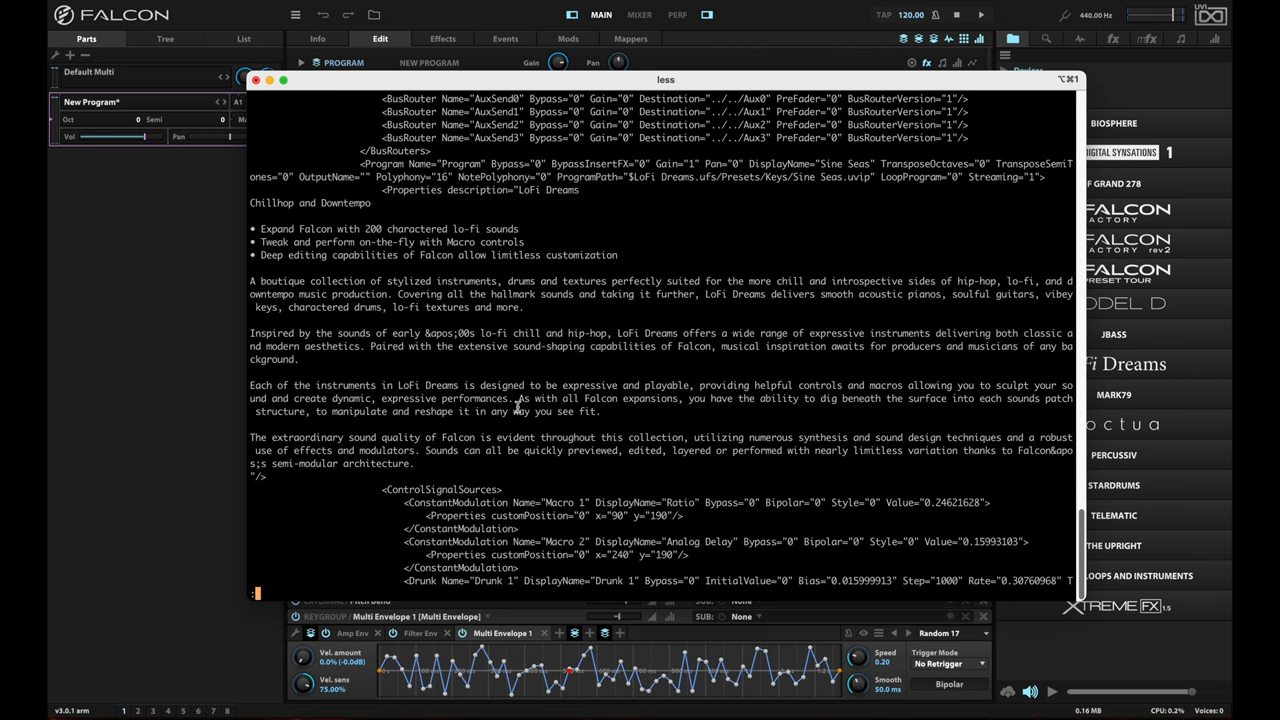 FALCON
MAIN
MIXER
PERF
TAP
120.00
440.00 Hz
UVI
Parts
Tree
List
Info
Edit
Effects
Events
Mods
Mappers
Default Multi
PROGRAM
NEW PROGRAM
Gain
Pan
less
⌥⌘1
New Program*
A1
Oct 0 Semi 0
Vol
Pan
<BusRouter Name="AuxSend0" Bypass="0" Gain="0" Destination="../../Aux0" PreFader="0" BusRouterVersion="1"/>
<BusRouter Name="AuxSend1" Bypass="0" Gain="0" Destination="../../Aux1" PreFader="0" BusRouterVersion="1"/>
<BusRouter Name="AuxSend2" Bypass="0" Gain="0" Destination="../../Aux2" PreFader="0" BusRouterVersion="1"/>
<BusRouter Name="AuxSend3" Bypass="0" Gain="0" Destination="../../Aux3" PreFader="0" BusRouterVersion="1"/>
</BusRouters>
<Program Name="Program" Bypass="0" BypassInsertFX="0" Gain="1" Pan="0" DisplayName="Sine Seas" TransposeOctaves="0" TransposeSemiT
ones="0" OutputName="" Polyphony="16" NotePolyphony="0" ProgramPath="$LoFi Dreams.ufs/Presets/Keys/Sine Seas.uvip" LoopProgram="0" Streaming="1">
<Properties description="LoFi Dreams
Chillhop and Downtempo
• Expand Falcon with 200 charactered lo-fi sounds
• Tweak and perform on-the-fly with Macro controls
• Deep editing capabilities of Falcon allow limitless customization
A boutique collection of stylized instruments, drums and textures perfectly suited for the more chill and introspective sides of hip-hop, lo-fi, and d
owntempo music production. Covering all the hallmark sounds and taking it further, LoFi Dreams delivers smooth acoustic pianos, soulful guitars, vibey
keys, charactered drums, lo-fi textures and more.
Inspired by the sounds of early &apos;00s lo-fi chill and hip-hop, LoFi Dreams offers a wide range of expressive instruments delivering both classic a
nd modern aesthetics. Paired with the extensive sound-shaping capabilities of Falcon, musical inspiration awaits for producers and musicians of any ba
ckground.
Each of the instruments in LoFi Dreams is designed to be expressive and playable, providing helpful controls and macros allowing you to sculpt your so
und and create dynamic, expressive performances. As with all Falcon expansions, you have the ability to dig beneath the surface into each sounds patch
structure, to manipulate and reshape it in any way you see fit.
The extraordinary sound quality of Falcon is evident throughout this collection, utilizing numerous synthesis and sound design techniques and a robust
use of effects and modulators. Sounds can all be quickly previewed, edited, layered or performed with nearly limitless variation thanks to Falcon&apo
s;s semi-modular architecture.
"/>
<ControlSignalSources>
<ConstantModulation Name="Macro 1" DisplayName="Ratio" Bypass="0" Bipolar="0" Style="0" Value="0.24621628">
<Properties customPosition="0" x="90" y="190"/>
</ConstantModulation>
<ConstantModulation Name="Macro 2" DisplayName="Analog Delay" Bypass="0" Bipolar="0" Style="0" Value="0.15993103">
<Properties customPosition="0" x="240" y="190"/>
</ConstantModulation>
<Drunk Name="Drunk 1" DisplayName="Drunk 1" Bypass="0" InitialValue="0" Bias="0.015999913" Step="1000" Rate="0.30760968" T
:
BIOSPHERE
DIGITAL SYNSATIONS 1
F GRAND 278
FALCON
FACTORY
FALCON
FACTORY rev2
FALCON
PRESET TOUR
ODEL D
JBASS
Fi Dreams
MARK79
octua
PERCUSSIV
STARDRUMS
TELEMATIC
THE UPRIGHT
OOPS AND INSTRUMENTS
XTREME FX 1.5
SUB: None
KEYGROUP/ Multi Envelope 1 [Multi Envelope]
SUB: None
Amp Env
Filter Env
Multi Envelope 1
Random 17
Vel. amount
0.0% (-0.0dB)
Vel. sens
75.00%
Speed
0.20
Smooth
50.0 ms
Trigger Mode
No Retrigger
Bipolar
v3.0.1 arm
1 2 3 4 5 6 7 8
0.16 MB
CPU: 0.2%
Voices: 0